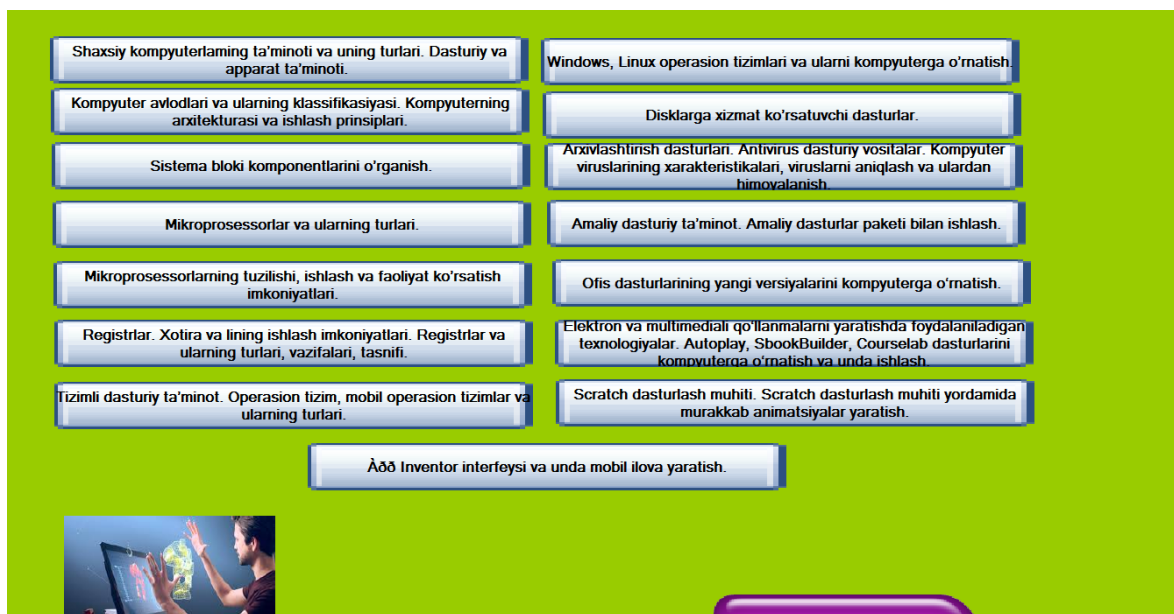 Shaxsiy kompyuterlarning ta'minoti va uning turlari. Dasturiy va
apparat ta'minoti.
Kompyuter avlodlari va ularning klassifikasiyasi. Kompyuterning
arxitekturasi va ishlash prinsiplari.
Sistema bloki komponentlarini o'rganish.
Mikroprosessorlar va ularning turlari.
Mikroprosessorlarning tuzilishi, ishlash va faoliyat ko'rsatish
imkoniyatlari.
Registrlar. Xotira va lining ishlash imkoniyatlari. Registrlar va
ularning turlari, vazifalari, tasnifi.
Tizimli dasturiy ta'minot. Operasion tizim, mobil operasion tizimlar va
ularning turlari.
Windows, Linux operasion tizimlari va ularni kompyuterga o'rnatish.
Disklarga xizmat ko'rsatuvchi dasturlar.
Arxivlashtirish dasturlari. Antivirus dasturiy vositalar. Kompyuter
viruslarining xarakteristikalari, viruslarni aniqlash va ulardan
himoyalanish.
Amaliy dasturiy ta'minot. Amaliy dasturlar paketi bilan ishlash.
Ofis dasturlarining yangi versiyalarini kompyuterga o'rnatish.
Elektron va multimediali qo'llanmalarni yaratishda foydalaniladigan
texnologiyalar. Autoplay, SbookBuilder, Courselab dasturlarini
kompyuterga o'rnatish va unda ishlash.
Scratch dasturlash muhiti. Scratch dasturlash muhiti yordamida
murakkab animatsiyalar yaratish.
Àðð Inventor interfeysi va unda mobil ilova yaratish.